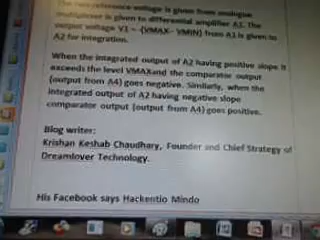 The two reference voltage is given from analogue
multiplexer is given to differential amplifier A1. The
output voltage V1 = -(VMAX- VMIN) from A1 is given to
A2 for integration.
When the integrated output of A2 having positive slope it
exceeds the level VMAXand the comparator output
(output from A4) goes negative. Similarly, when the
integrated output of A2 having negative slope
comparator output (output from A4) goes positive.
Blog writer:
Krishan Keshab Chaudhary, Founder and Chief Strategy of
Dreamlover Technology.
His Facebook says Hackentio Mindo